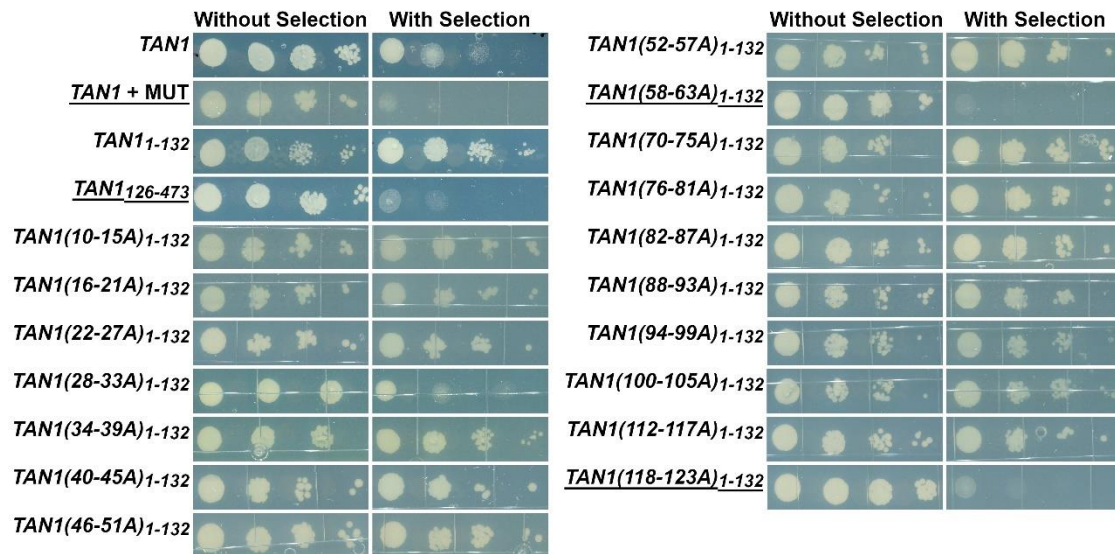 Without Selection With Selection
TAN1
TAN1 + MUT
TAN1 1-132
TAN1 126-473
TAN1(10-15A) 1-132
TAN1(16-21A) 1-132
TAN1(22-27A) 1-132
TAN1(28-33A) 1-132
TAN1(34-39A) 1-132
TAN1(40-45A) 1-132
TAN1(46-51A) 1-132
Without Selection With Selection
TAN1(52-57A) 1-132
TAN1(58-63A) 1-132
TAN1(70-75A) 1-132
TAN1(76-81A) 1-132
TAN1(82-87A) 1-132
TAN1(88-93A) 1-132
TAN1(94-99A) 1-132
TAN1(100-105A) 1-132
TAN1(112-117A) 1-132
TAN1(118-123A) 1-132